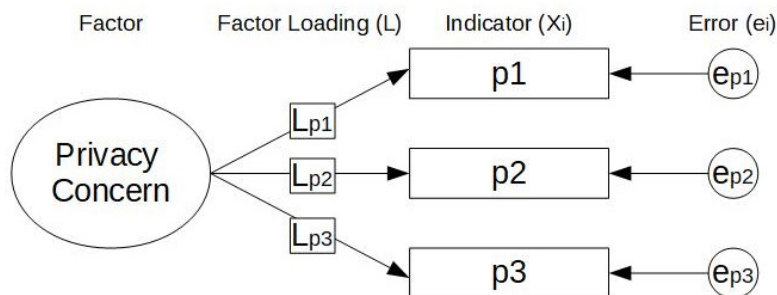 Factor Factor Loading (L) Indicator (Xi) Error (ei)
p1 ep1
Lp1
Privacy
Concern
Lp2 p2 ep2
Lp3
p3 ep3